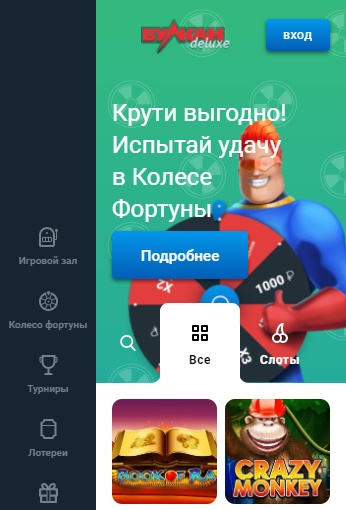 ВУЛКАН
deluxe
вход
Крути выгодно!
Испытай удачу
в Колесе
Фортуны
Подробнее
1000 ₽
X2
X3
Игровой зал
Колесо фортуны
Турниры
Лотереи
Все
Слоты
BOOK OF RA
CRAZY
MONKEY